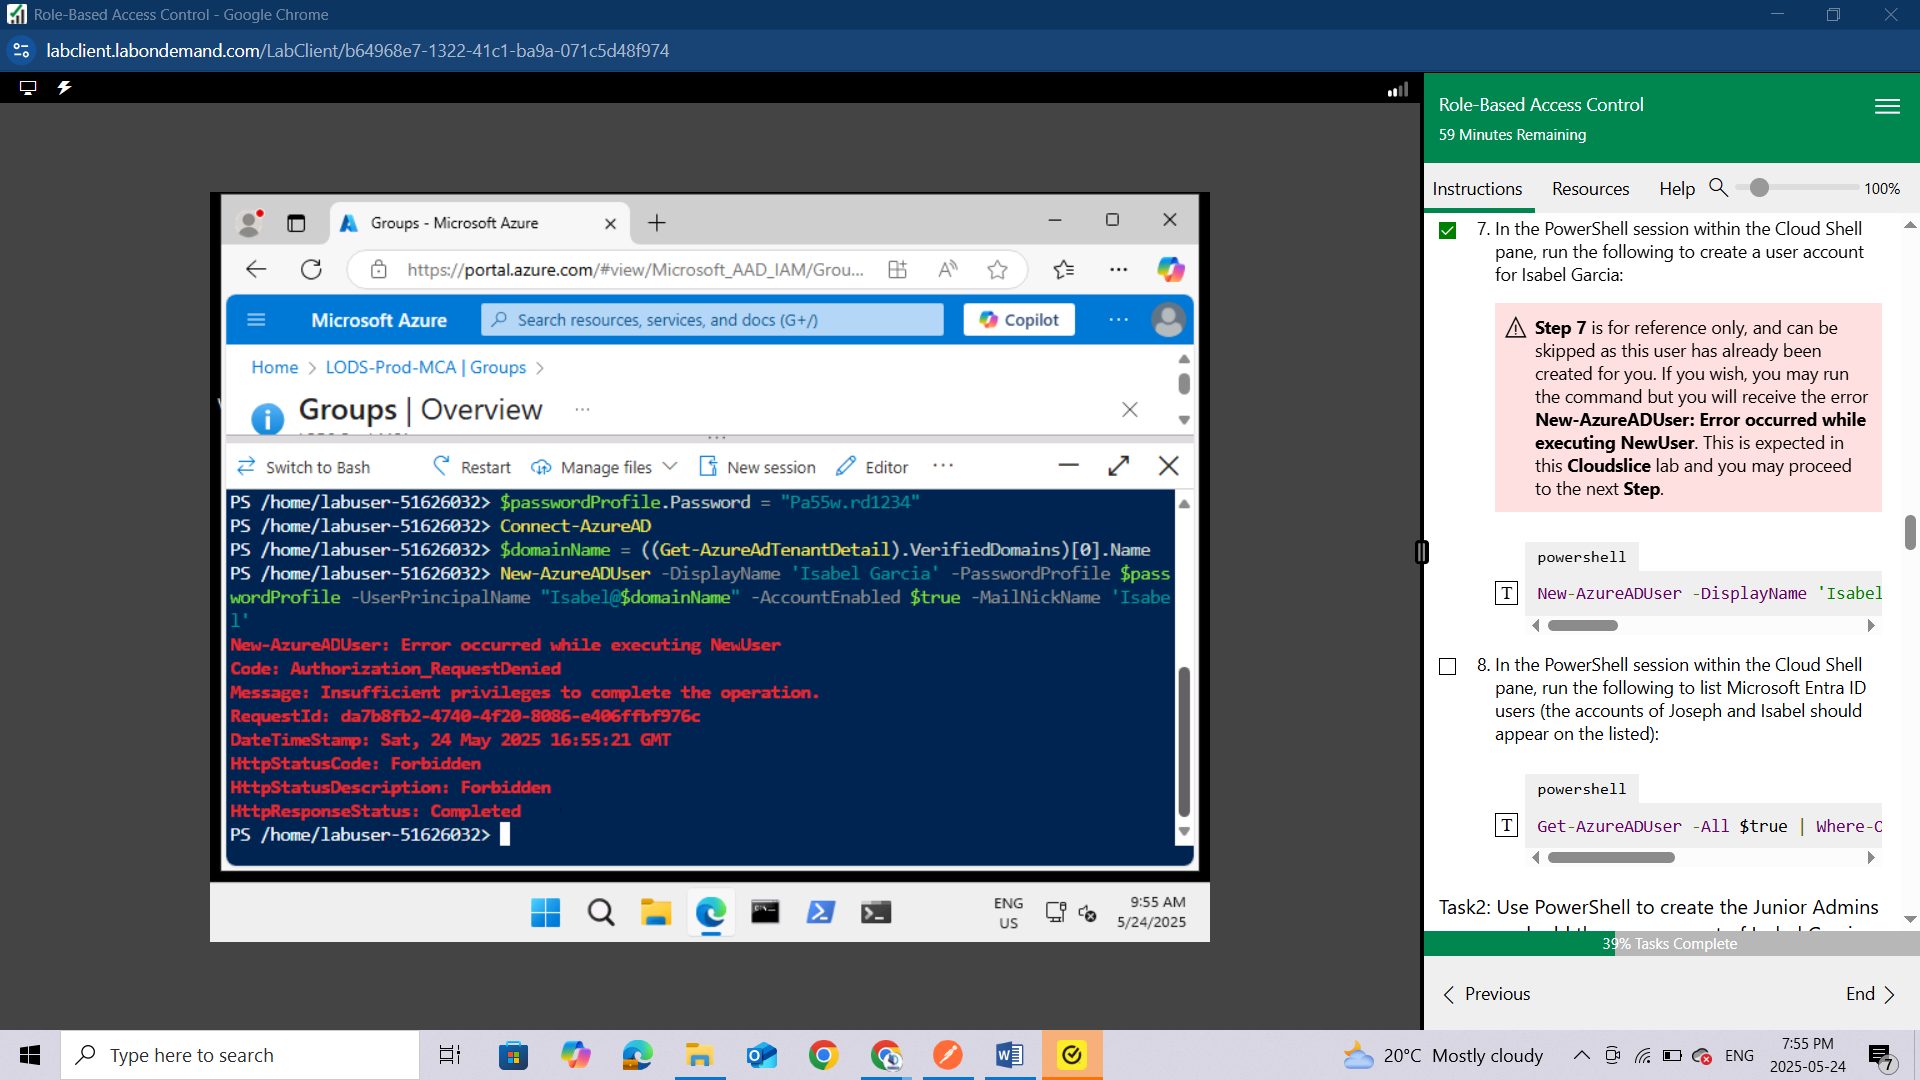 Role-Based Access Control - Google Chrome
labclient.labondemand.com/LabClient/b64968e7-1322-41c1-ba9a-071c5d48f974
Role-Based Access Control
59 Minutes Remaining
Instructions
Resources
Help
100%
7. In the PowerShell session within the Cloud Shell
pane, run the following to create a user account
for Isabel Garcia:
Step 7 is for reference only, and can be
skipped as this user has already been
created for you. If you wish, you may run
the command but you will receive the error
New-AzureADUser: Error occurred while
executing NewUser. This is expected in
this Cloudslice lab and you may proceed
to the next Step.
powershell
T
New-AzureADUser -DisplayName 'Isabel
8. In the PowerShell session within the Cloud Shell
pane, run the following to list Microsoft Entra ID
users (the accounts of Joseph and Isabel should
appear on the listed):
powershell
T
Get-AzureADUser -All $true | Where-O
Task2: Use PowerShell to create the Junior Admins
39% Tasks Complete
Previous
End
Groups - Microsoft Azure
https://portal.azure.com/#view/Microsoft_AAD_IAM/Grou...
Microsoft Azure
Search resources, services, and docs (G+/)
Copilot
Home > LODS-Prod-MCA | Groups >
Groups | Overview
Switch to Bash
Restart
Manage files
New session
Editor
PS /home/labuser-51626032> $passwordProfile.Password = "Pa55w.rd1234"
PS /home/labuser-51626032> Connect-AzureAD
PS /home/labuser-51626032> $domainName = ((Get-AzureAdTenantDetail).VerifiedDomains)[0].Name
PS /home/labuser-51626032> New-AzureADUser -DisplayName 'Isabel Garcia' -PasswordProfile $pass
wordProfile -UserPrincipalName "Isabel@$domainName" -AccountEnabled $true -MailNickName 'Isabe
l'
New-AzureADUser: Error occurred while executing NewUser
Code: Authorization_RequestDenied
Message: Insufficient privileges to complete the operation.
RequestId: da7b8fb2-4740-4f20-8086-e406ffbf976c
DateTimeStamp: Sat, 24 May 2025 16:55:21 GMT
HttpStatusCode: Forbidden
HttpStatusDescription: Forbidden
HttpResponseStatus: Completed
PS /home/labuser-51626032>
ENG
US
9:55 AM
5/24/2025
Type here to search
20°C Mostly cloudy
ENG
7:55 PM
2025-05-24
7